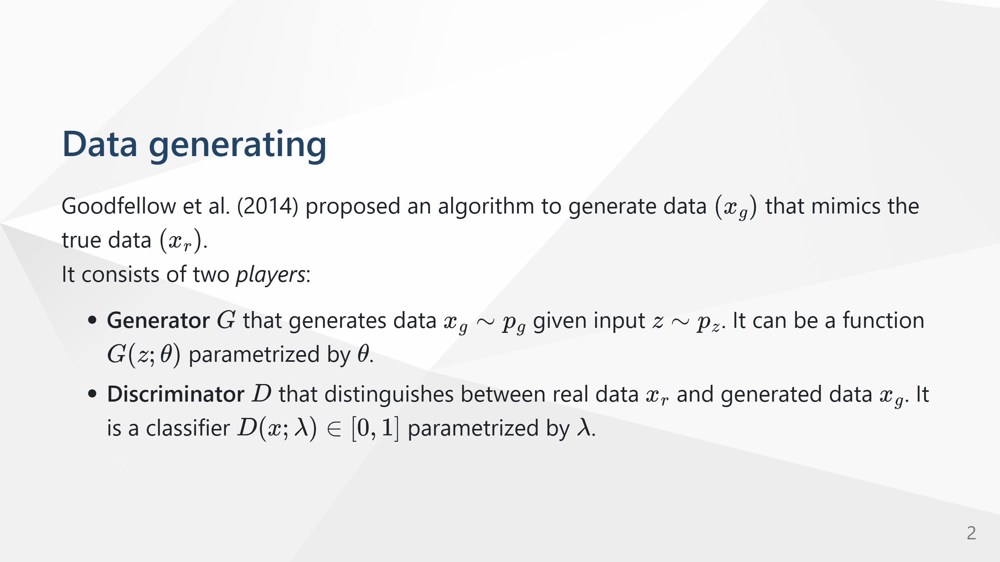 Data generating
Goodfellow et al. (2014) proposed an algorithm to generate data $(x_g)$ that mimics the
true data $(x_r)$.
It consists of two players:
• Generator $G$ that generates data $x_g \sim p_g$ given input $z \sim p_z$. It can be a function
$G(z; \theta)$ parametrized by $\theta$.
• Discriminator $D$ that distinguishes between real data $x_r$ and generated data $x_g$. It
is a classifier $D(x; \lambda) \in [0, 1]$ parametrized by $\lambda$.
2